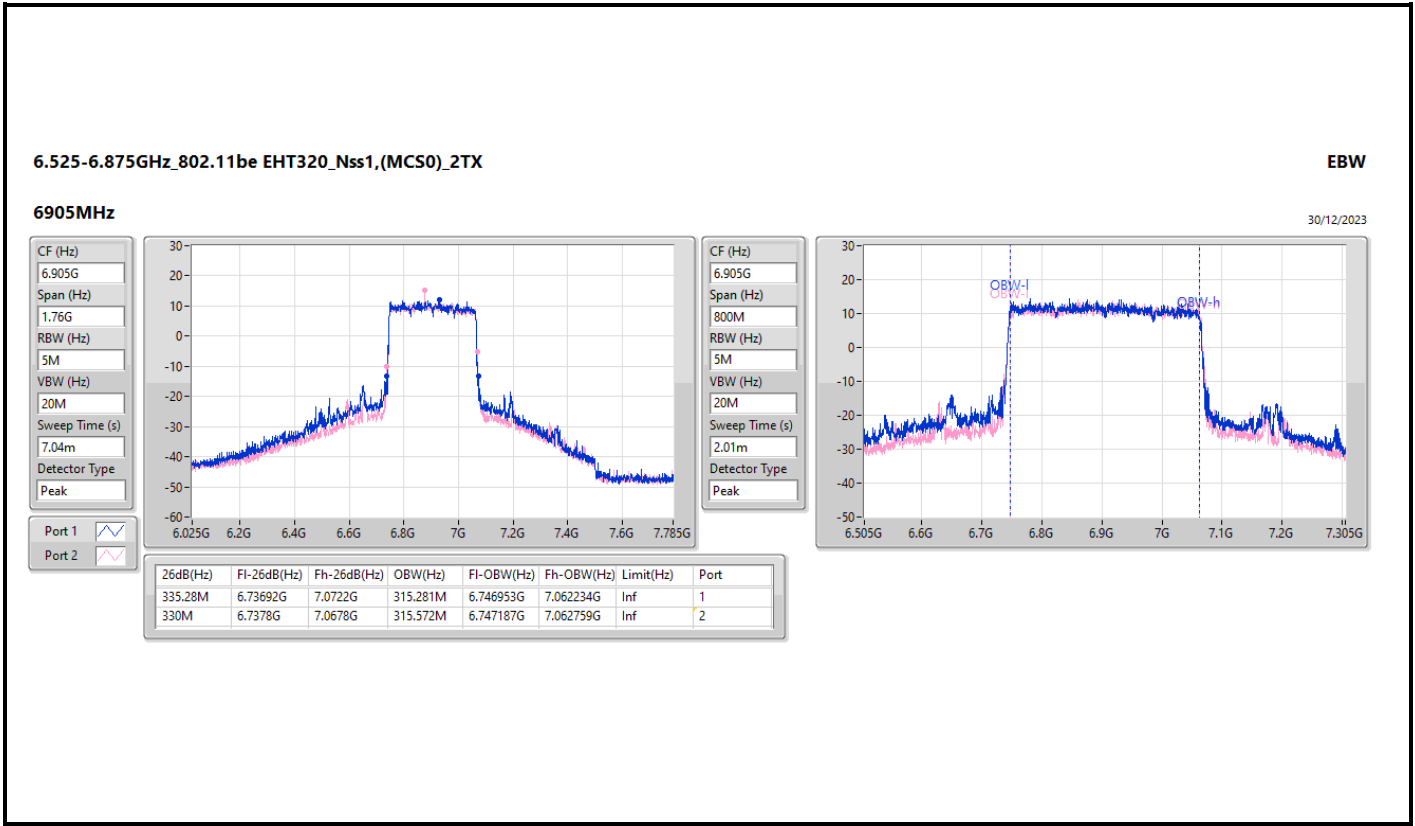 6.525-6.875GHz_802.11be EHT320_Nss1,(MCS0)_2TX
EBW
6905MHz
30/12/2023
CF (Hz)
6.905G
Span (Hz)
1.76G
RBW (Hz)
5M
VBW (Hz)
20M
Sweep Time (s)
7.04m
Detector Type
Peak
Port 1
Port 2
30
20
10
0
-10
-20
-30
-40
-50
-60
6.025G 6.2G 6.4G 6.6G 6.8G 7G 7.2G 7.4G 7.6G 7.785G
CF (Hz)
6.905G
Span (Hz)
800M
RBW (Hz)
5M
VBW (Hz)
20M
Sweep Time (s)
2.01m
Detector Type
Peak
30
20
10
0
-10
-20
-30
-40
-50
OBW-l
OBW-l
OBW-h
6.505G 6.6G 6.7G 6.8G 6.9G 7G 7.1G 7.2G 7.305G
26dB(Hz) Fl-26dB(Hz) Fh-26dB(Hz) OBW(Hz) Fl-OBW(Hz) Fh-OBW(Hz) Limit(Hz) Port
335.28M 6.73692G 7.0722G 315.281M 6.746953G 7.062234G Inf 1
330M 6.7378G 7.0678G 315.572M 6.747187G 7.062759G Inf 2